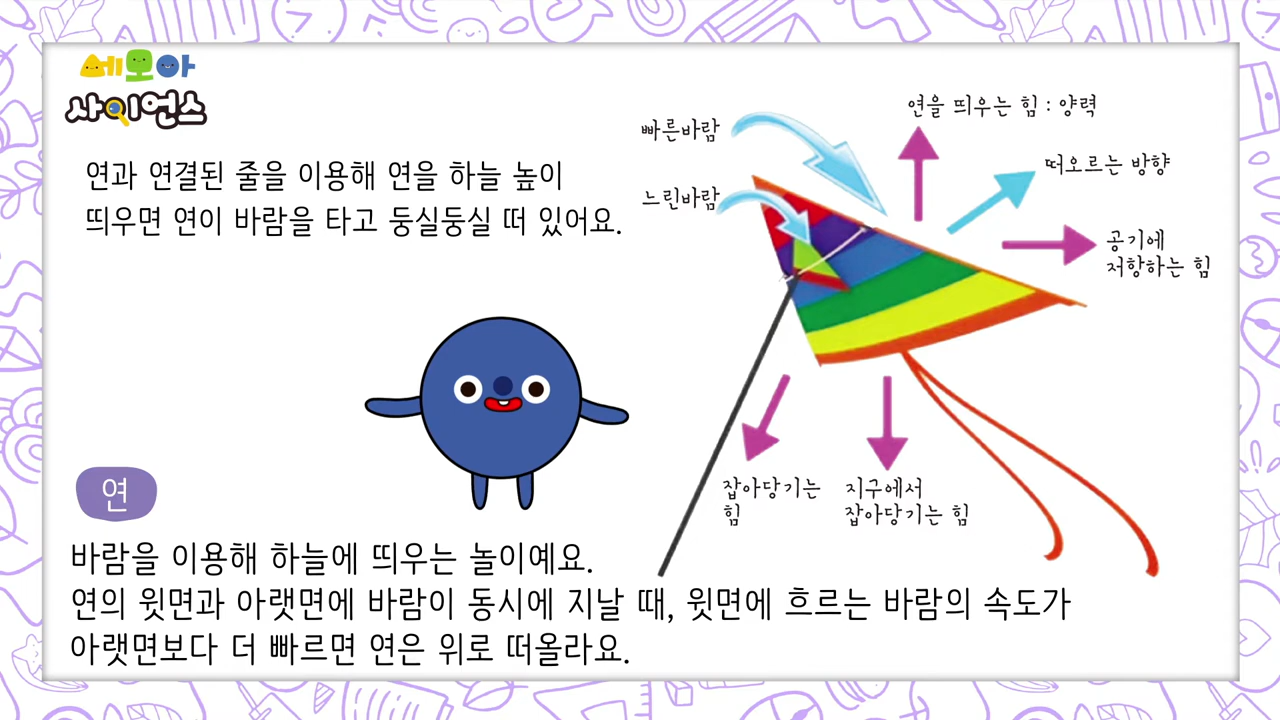 세모아
사이언스
연과 연결된 줄을 이용해 연을 하늘 높이
띄우면 연이 바람을 타고 둥실둥실 떠 있어요.
빠른바람
느린바람
연을 띄우는 힘 : 양력
떠오르는 방향
공기에
저항하는 힘
잡아당기는
힘
지구에서
잡아당기는 힘
연
바람을 이용해 하늘에 띄우는 놀이예요.
연의 윗면과 아랫면에 바람이 동시에 지날 때, 윗면에 흐르는 바람의 속도가
아랫면보다 더 빠르면 연은 위로 떠올라요.